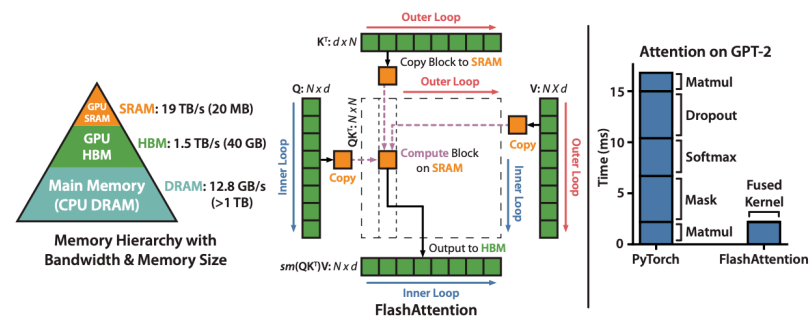 GPU
SRAM
GPU
HBM
Main Memory
(CPU DRAM)
SRAM: 19 TB/s (20 MB)
HBM: 1.5 TB/s (40 GB)
DRAM: 12.8 GB/s
(>1 TB)
Memory Hierarchy with
Bandwidth & Memory Size
Outer Loop
Kᵀ: d x N
Copy Block to SRAM
Outer Loop
Q: N x d
V: N X d
QKᵀ: N x N
Copy
Copy
Compute Block
on SRAM
Inner Loop
Inner Loop
Outer Loop
Output to HBM
sm(QKᵀ)V: N x d
Inner Loop
FlashAttention
Attention on GPT-2
Time (ms)
15
10
5
0
Matmul
Dropout
Softmax
Mask
Matmul
Fused
Kernel
PyTorch
FlashAttention